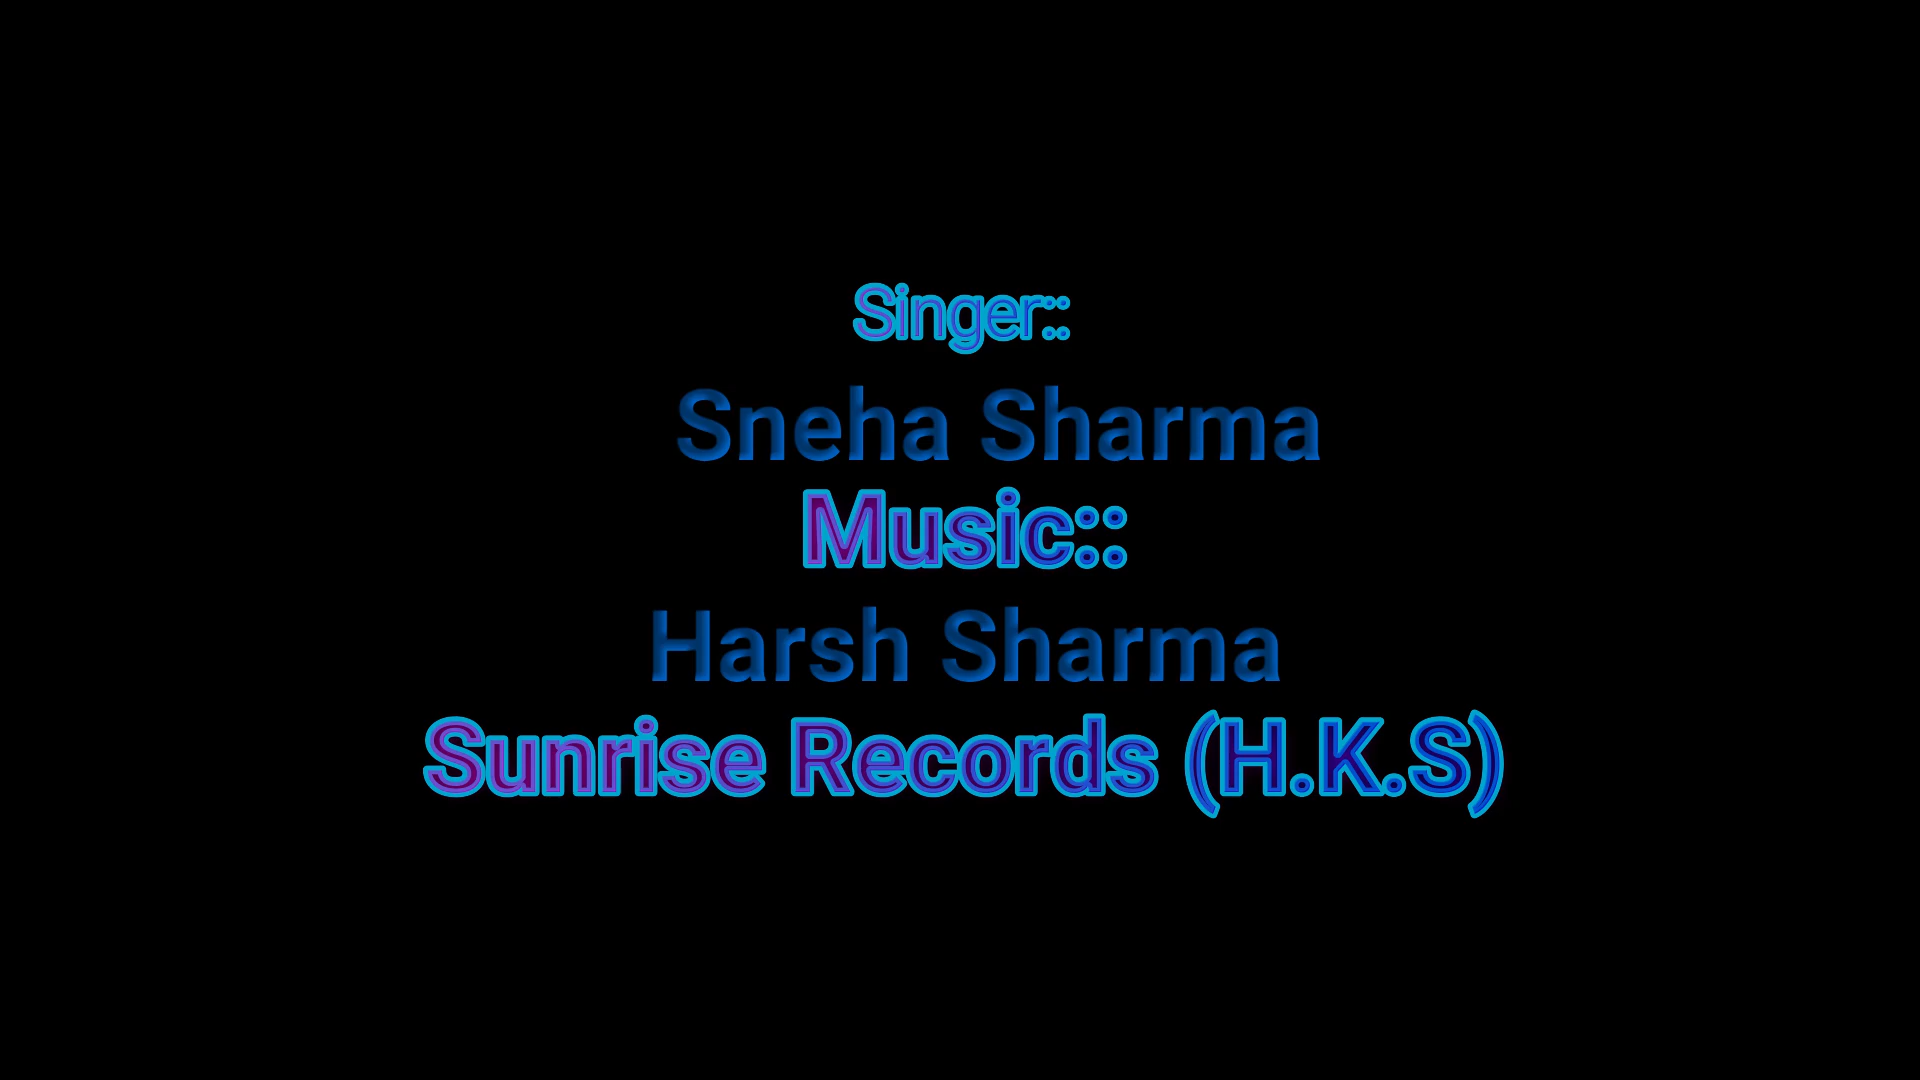 Singer::
Sneha Sharma
Music::
Harsh Sharma
Sunrise Records (H.K.S)